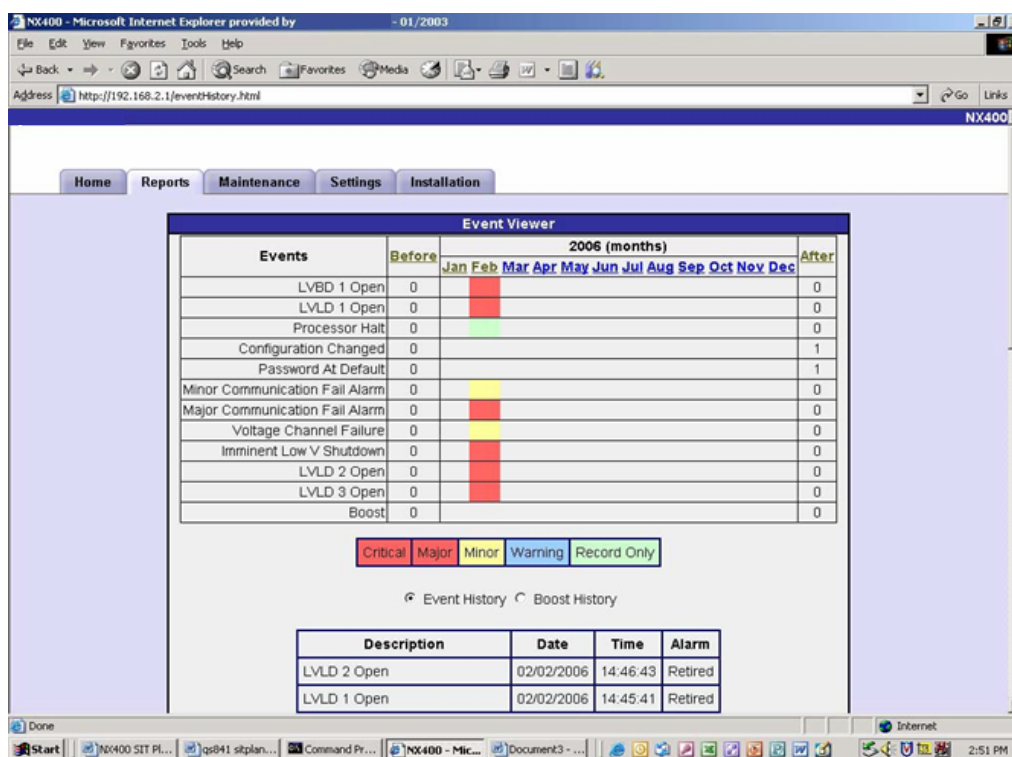 NX400 - Microsoft Internet Explorer provided by - 01/2003
File Edit View Favorites Tools Help
Back Search Favorites Media
Address http://192.168.2.1/eventHistory.html Go Links
NX400
Home Reports Maintenance Settings Installation
Event Viewer
Events Before 2006 (months) After
Jan Feb Mar Apr May Jun Jul Aug Sep Oct Nov Dec
LVBD 1 Open 0 0
LVLD 1 Open 0 0
Processor Halt 0 0
Configuration Changed 0 1
Password At Default 0 1
Minor Communication Fail Alarm 0 0
Major Communication Fail Alarm 0 0
Voltage Channel Failure 0 0
Imminent Low V Shutdown 0 0
LVLD 2 Open 0 0
LVLD 3 Open 0 0
Boost 0 0
Critical Major Minor Warning Record Only
Event History Boost History
Description Date Time Alarm
LVLD 2 Open 02/02/2006 14:46:43 Retired
LVLD 1 Open 02/02/2006 14:45:41 Retired
Done Internet
Start NX400 SIT Pl... qs841 sitplan... Command Pr... NX400 - Mic... Document3 - ... 2:51 PM